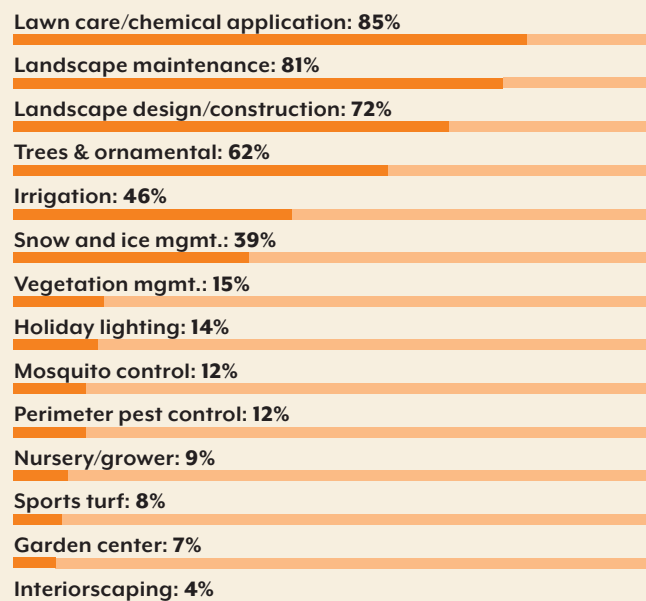 Lawn care/chemical application: 85%
Landscape maintenance: 81%
Landscape design/construction: 72%
Trees & ornamental: 62%
Irrigation: 46%
Snow and ice mgmt.: 39%
Vegetation mgmt.: 15%
Holiday lighting: 14%
Mosquito control: 12%
Perimeter pest control: 12%
Nursery/grower: 9%
Sports turf: 8%
Garden center: 7%
Interiorscaping: 4%